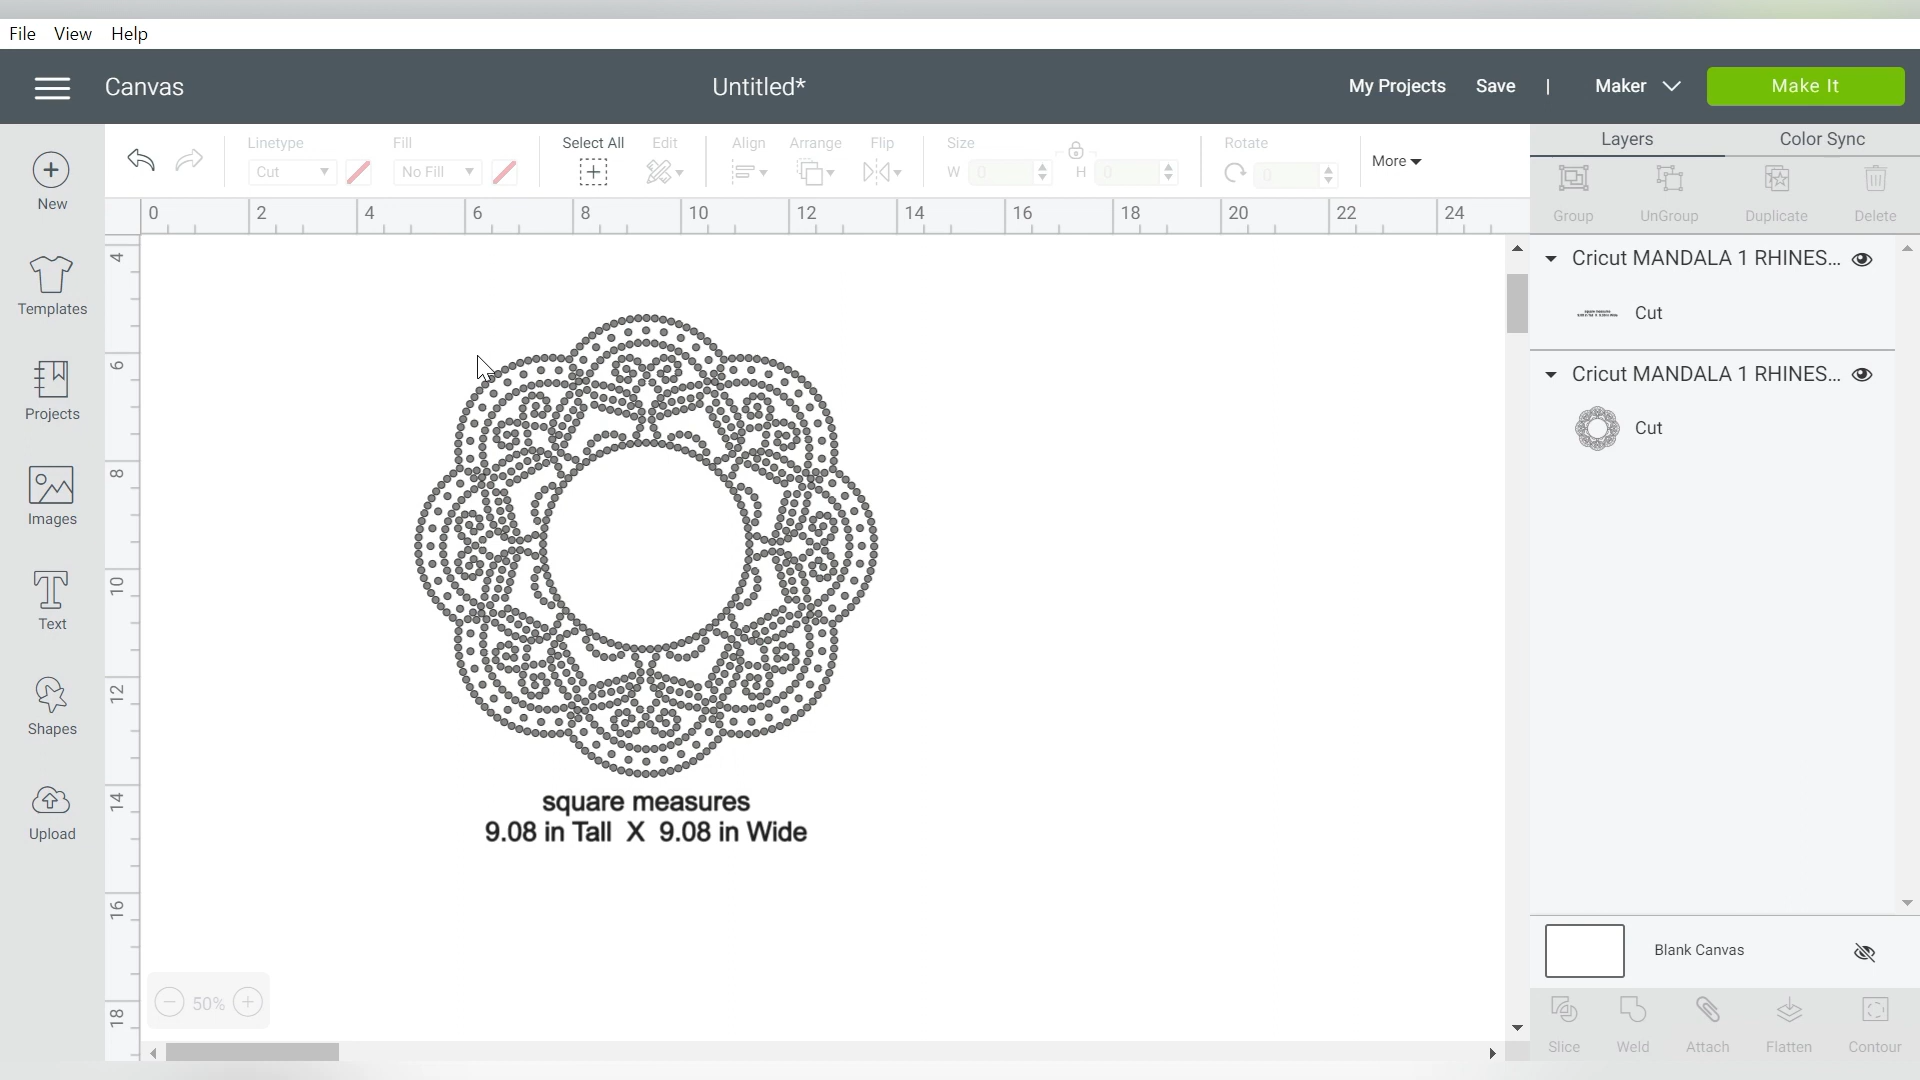 File View Help
Canvas Untitled* My Projects Save | Maker Make It
Linetype Fill Select All Edit Align Arrange Flip Size Rotate Layers Color Sync
Cut No Fill W 0 H 0 0 More
New
Group UnGroup Duplicate Delete
0 2 4 6 8 10 12 14 16 18 20 22 24
4
6
8
10
12
14
16
18
Templates
Projects
Images
Text
Shapes
Upload
square measures
9.08 in Tall X 9.08 in Wide
50%
Cricut MANDALA 1 RHINES...
Cut
Cricut MANDALA 1 RHINES...
Cut
Blank Canvas
Slice Weld Attach Flatten Contour